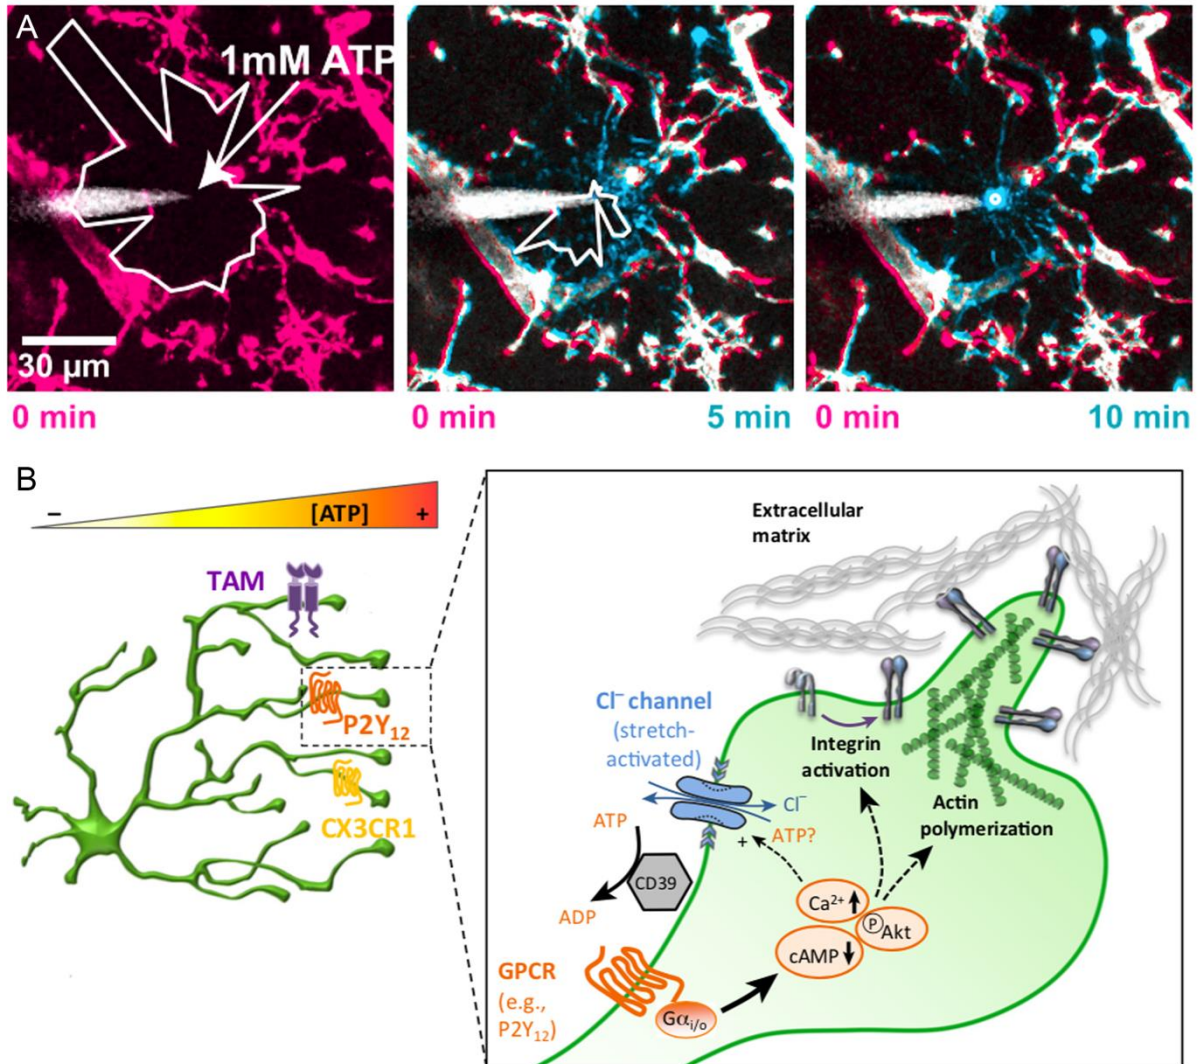 A
1mM ATP
30 µm
0 min
0 min
5 min
0 min
10 min
B
−
[ATP]
+
TAM
P2Y₁₂
CX3CR1
Extracellular
matrix
Cl⁻ channel
(stretch-
activated)
Integrin
activation
Cl⁻
Actin
polymerization
ATP
ATP?
+
CD39
Ca²⁺
P
Akt
ADP
cAMP
GPCR
(e.g.,
P2Y₁₂)
Gαi/o